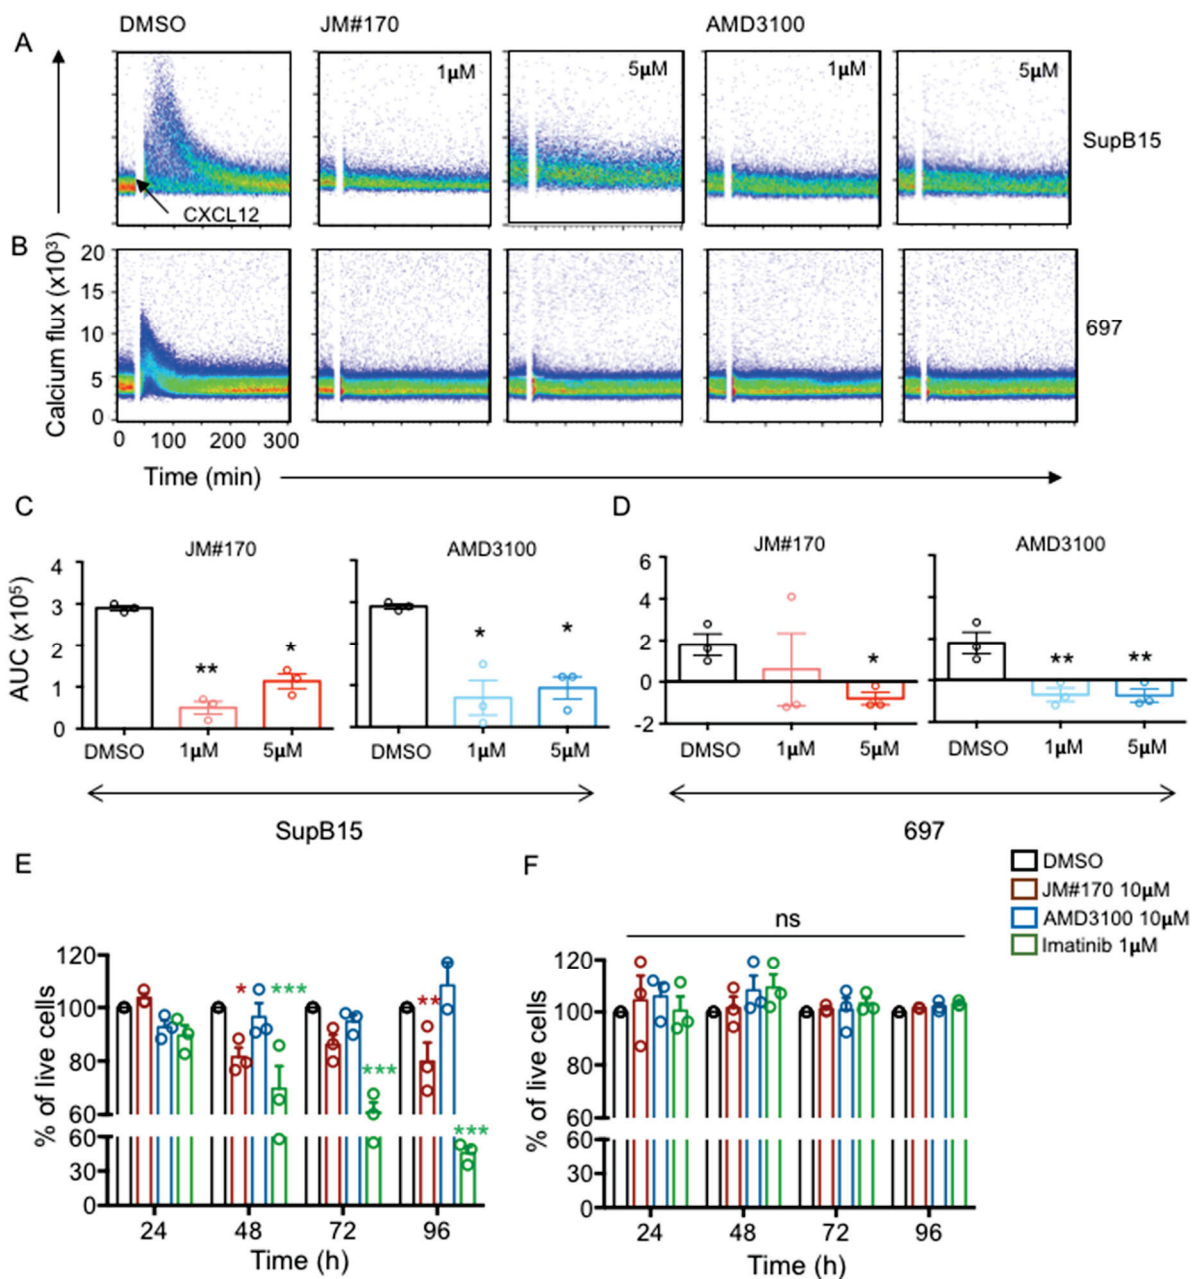 DMSO JM#170 AMD3100
A
1μM 5μM 1μM 5μM
SupB15
CXCL12
B
20
15
10
5
0
Calcium flux (x10³)
697
0 100 200 300
Time (min)
C D
JM#170 AMD3100 JM#170 AMD3100
AUC (x10⁵)
4
3
2
1
0
** * * *
DMSO 1μM 5μM DMSO 1μM 5μM
6
4
2
0
-2
* ** **
DMSO 1μM 5μM DMSO 1μM 5μM
SupB15 697
E F
DMSO
JM#170 10μM
AMD3100 10μM
Imatinib 1μM
% of live cells
120
100
80
60
60
30
0
* *** *** ** ***
24 48 72 96
Time (h)
ns
% of live cells
120
100
80
60
60
30
0
24 48 72 96
Time (h)